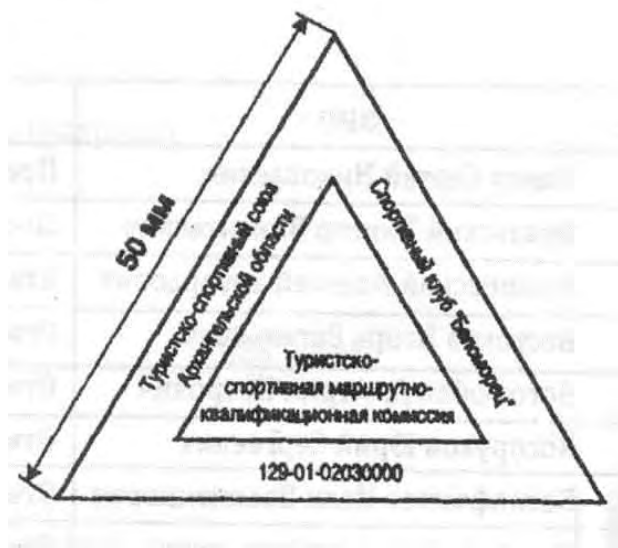 50 мм
Туристско-спортивный союз
Архангельской области
Спортивный клуб "Беломорец"
Туристско-
спортивная маршрутно-
квалификационная комиссия
129-01-02030000